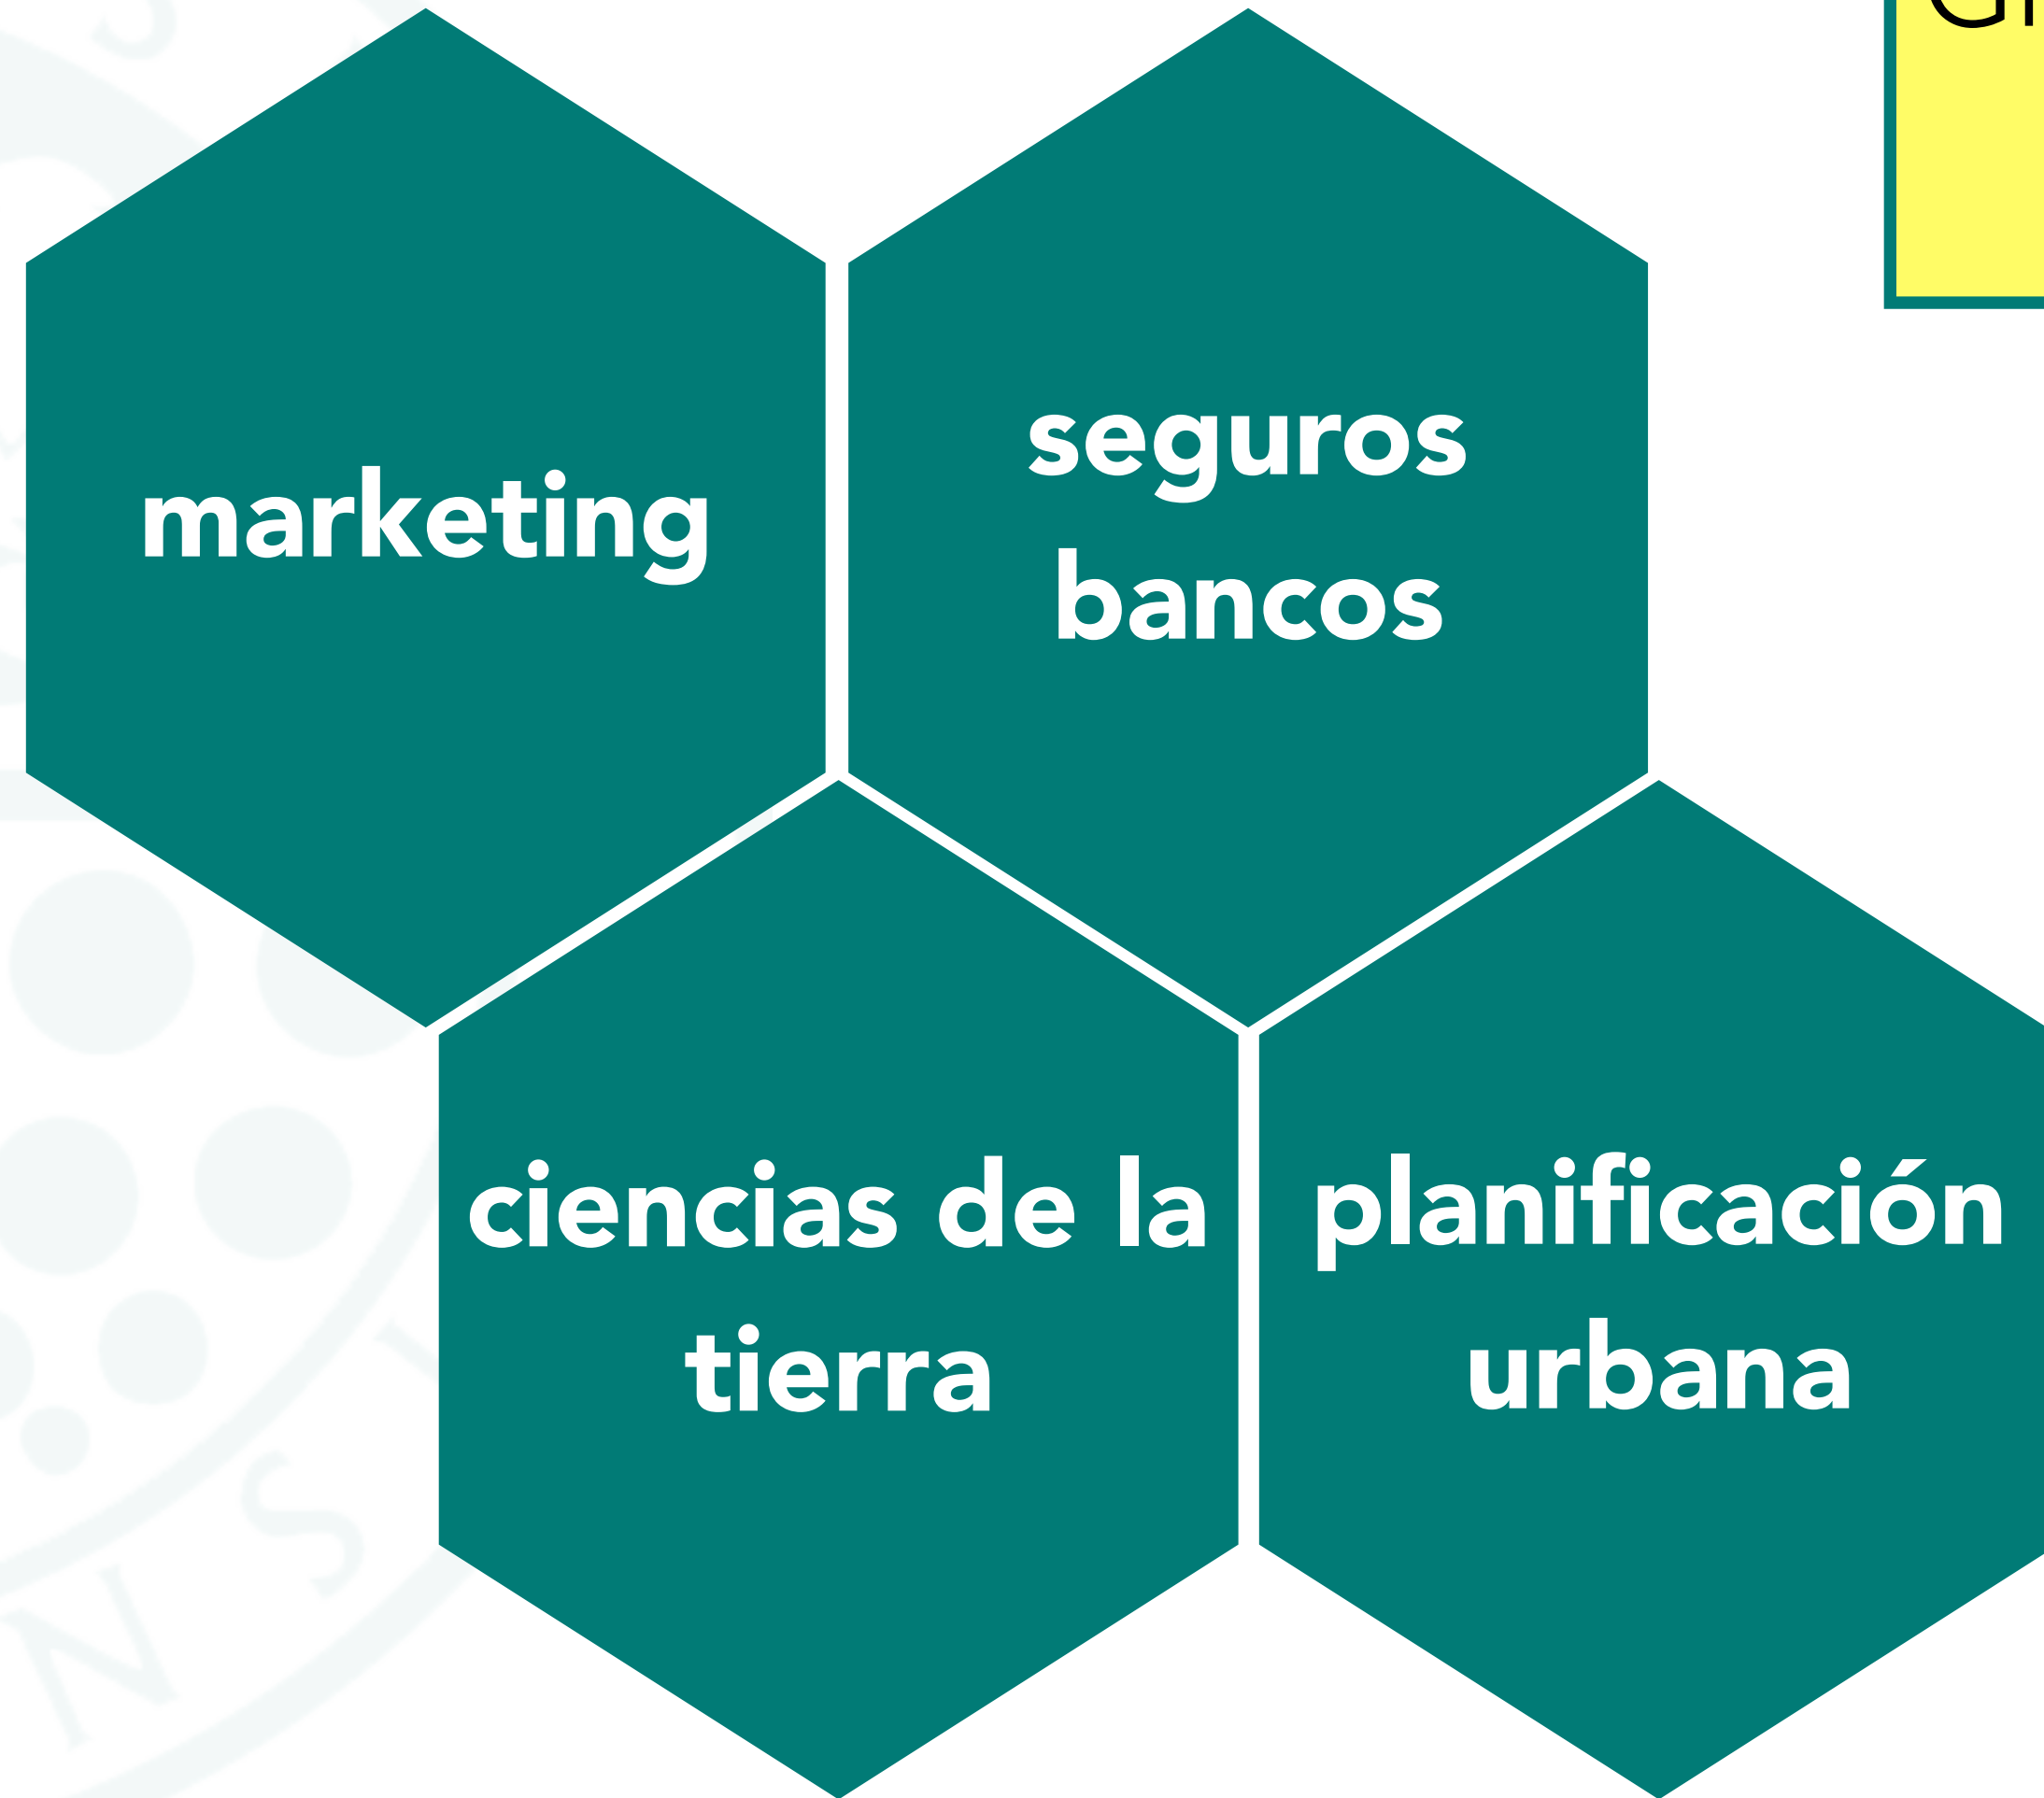 marketing
seguros
bancos
ciencias de la
tierra
planificación
urbana